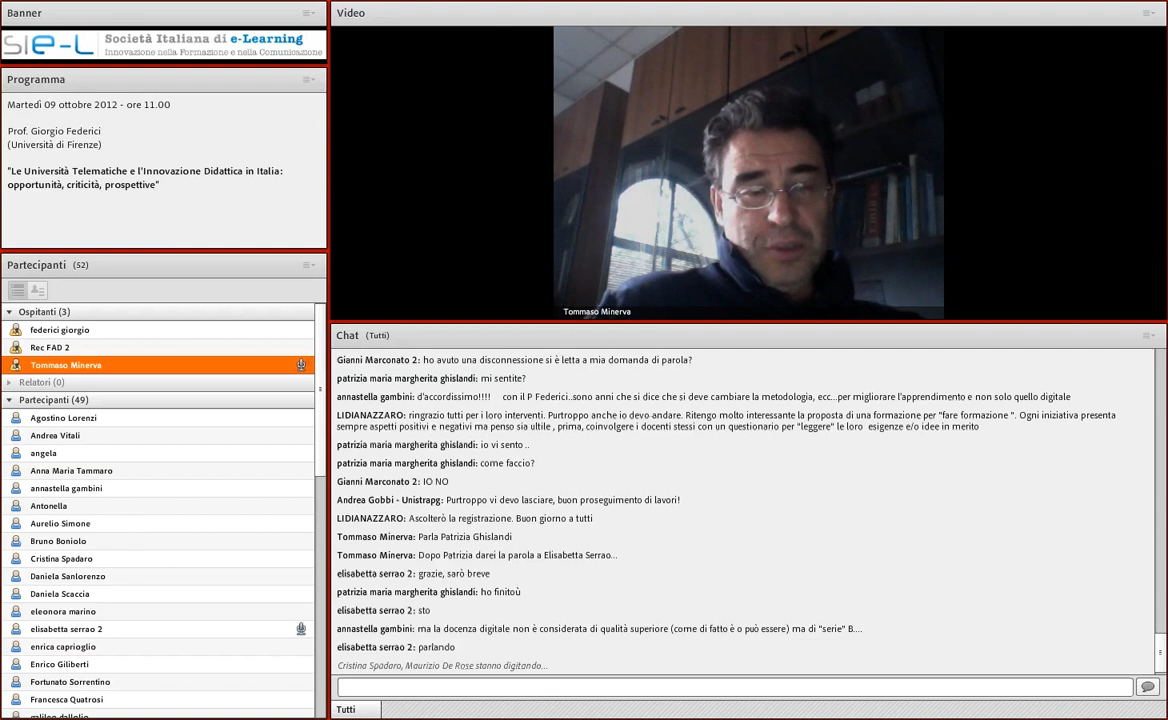 Banner
sie-L Società Italiana di e-Learning
Innovazione nella Formazione e nella Comunicazione
Programma
Martedì 09 ottobre 2012 - ore 11.00
Prof. Giorgio Federici
(Università di Firenze)
"Le Università Telematiche e l'Innovazione Didattica in Italia:
opportunità, criticità, prospettive"
Partecipanti (52)
Ospitanti (3)
federici giorgio
Rec FAD 2
Tommaso Minerva
Relatori (0)
Partecipanti (49)
Agostino Lorenzi
Andrea Vitali
angela
Anna Maria Tammaro
annastella gambini
Antonella
Aurelio Simone
Bruno Boniolo
Cristina Spadaro
Daniela Sanlorenzo
Daniela Scaccia
eleonora marino
elisabetta serrao 2
enrica caprioglio
Enrico Giliberti
Fortunato Sorrentino
Francesca Quatrosi
galileo dallolio
Video
Tommaso Minerva
Chat (Tutti)
Gianni Marconato 2: ho avuto una disconnessione si è letta a mia domanda di parola?
patrizia maria margherita ghislandi: mi sentite?
annastella gambini: d'accordissimo!!!! con il P Federici..sono anni che si dice che si deve cambiare la metodologia, ecc...per migliorare l'apprendimento e non solo quello digitale
LIDIANAZZARO: ringrazio tutti per i loro interventi. Purtroppo anche io devo andare. Ritengo molto interessante la proposta di una formazione per "fare formazione ". Ogni iniziativa presenta
sempre aspetti positivi e negativi ma penso sia ultile , prima, coinvolgere i docenti stessi con un questionario per "leggere" le loro esigenze e/o idee in merito
patrizia maria margherita ghislandi: io vi sento ..
patrizia maria margherita ghislandi: come faccio?
Gianni Marconato 2: IO NO
Andrea Gobbi - Unistrapg: Purtroppo vi devo lasciare, buon proseguimento di lavori!
LIDIANAZZARO: Ascolterò la registrazione. Buon giorno a tutti
Tommaso Minerva: Parla Patrizia Ghislandi
Tommaso Minerva: Dopo Patrizia darei la parola a Elisabetta Serrao...
elisabetta serrao 2: grazie, sarò breve
patrizia maria margherita ghislandi: ho finitoù
elisabetta serrao 2: sto
annastella gambini: ma la docenza digitale non è considerata di qualità superiore (come di fatto è o può essere) ma di "serie" B....
elisabetta serrao 2: parlando
Cristina Spadaro, Maurizio De Rose stanno digitando...
Tutti